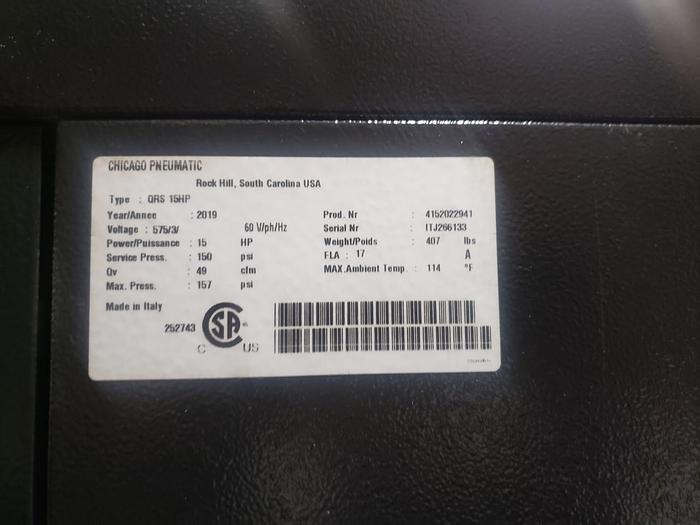 CHICAGO PNEUMATIC
Rock Hill, South Carolina USA
Type : QRS 15HP
Year/Annee : 2019 Prod. Nr : 4152022941
Voltage : 575/3/ 60 V/ph/Hz Serial Nr : ITJ266133
Power/Puissance : 15 HP Weight/Poids : 407 lbs
Service Press. : 150 psi FLA : 17 A
Qv : 49 cfm MAX.Ambient Temp. : 114 °F
Max. Press. : 157 psi
Made in Italy
252743 SA
C US